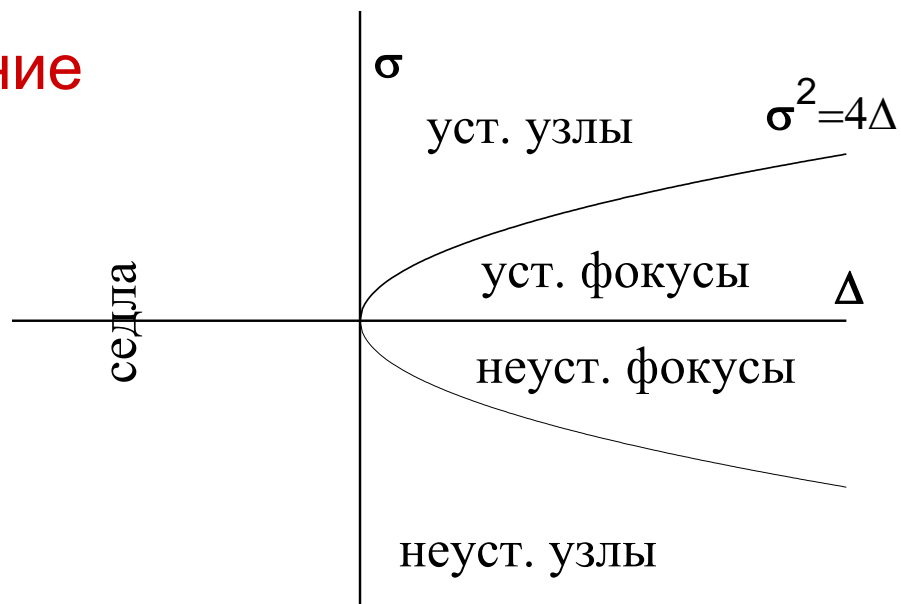 ние
σ
σ²=4Δ
уст. узлы
седла
уст. фокусы
Δ
неуст. фокусы
неуст. узлы